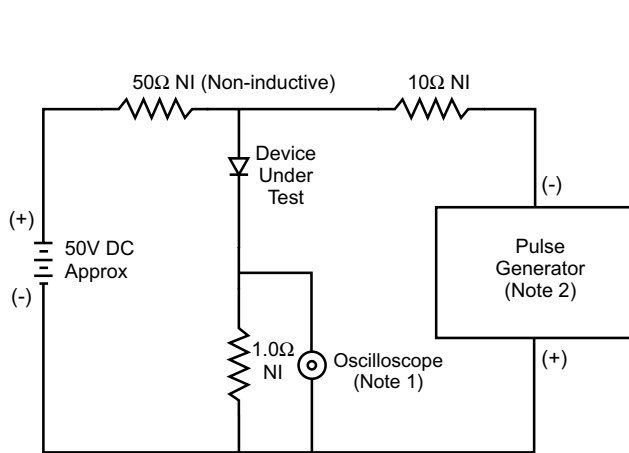 50Ω NI (Non-inductive)
10Ω NI
Device
Under
Test
(-)
(+)
50V DC
Approx
(-)
Pulse
Generator
(Note 2)
1.0Ω
NI
Oscilloscope
(Note 1)
(+)